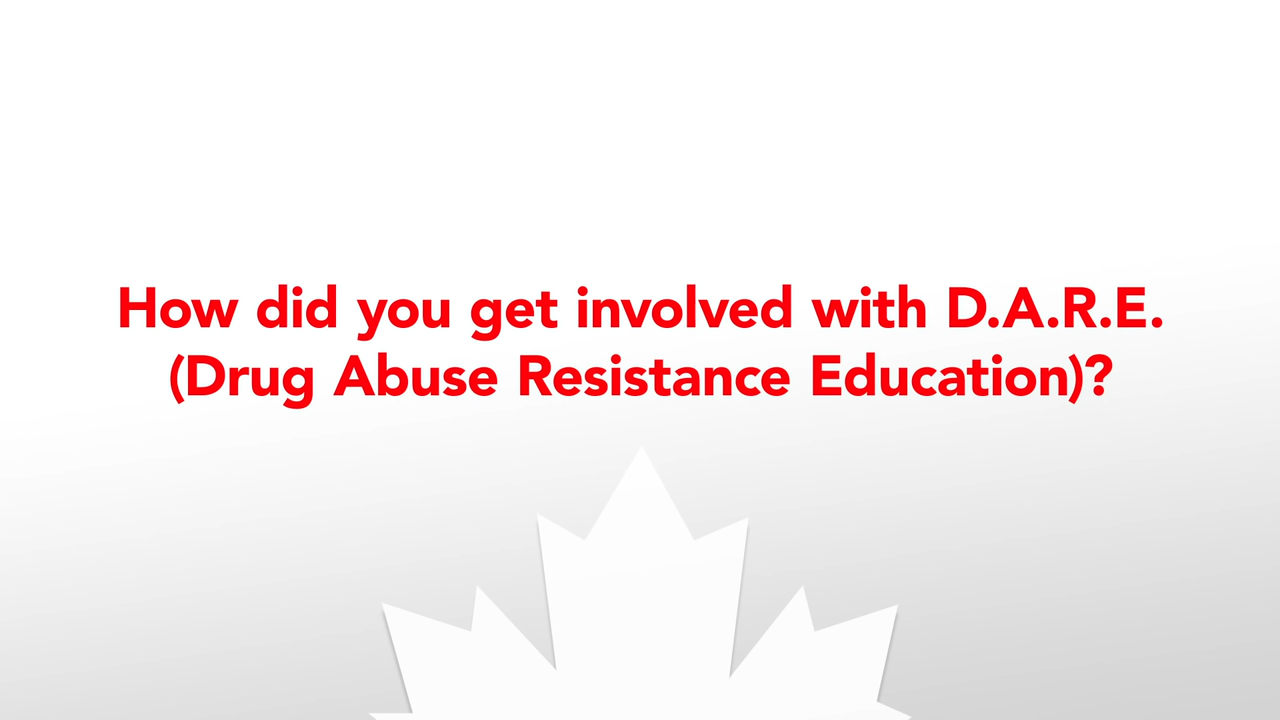 How did you get involved with D.A.R.E.
(Drug Abuse Resistance Education)?